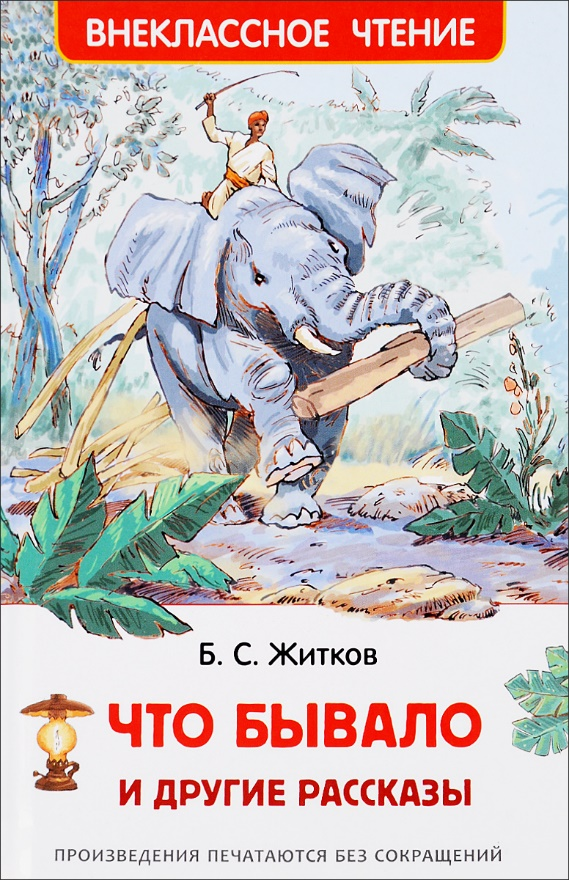 ВНЕКЛАССНОЕ ЧТЕНИЕ
Б. С. Житков
ЧТО БЫВАЛО
И ДРУГИЕ РАССКАЗЫ
ПРОИЗВЕДЕНИЯ ПЕЧАТАЮТСЯ БЕЗ СОКРАЩЕНИЙ